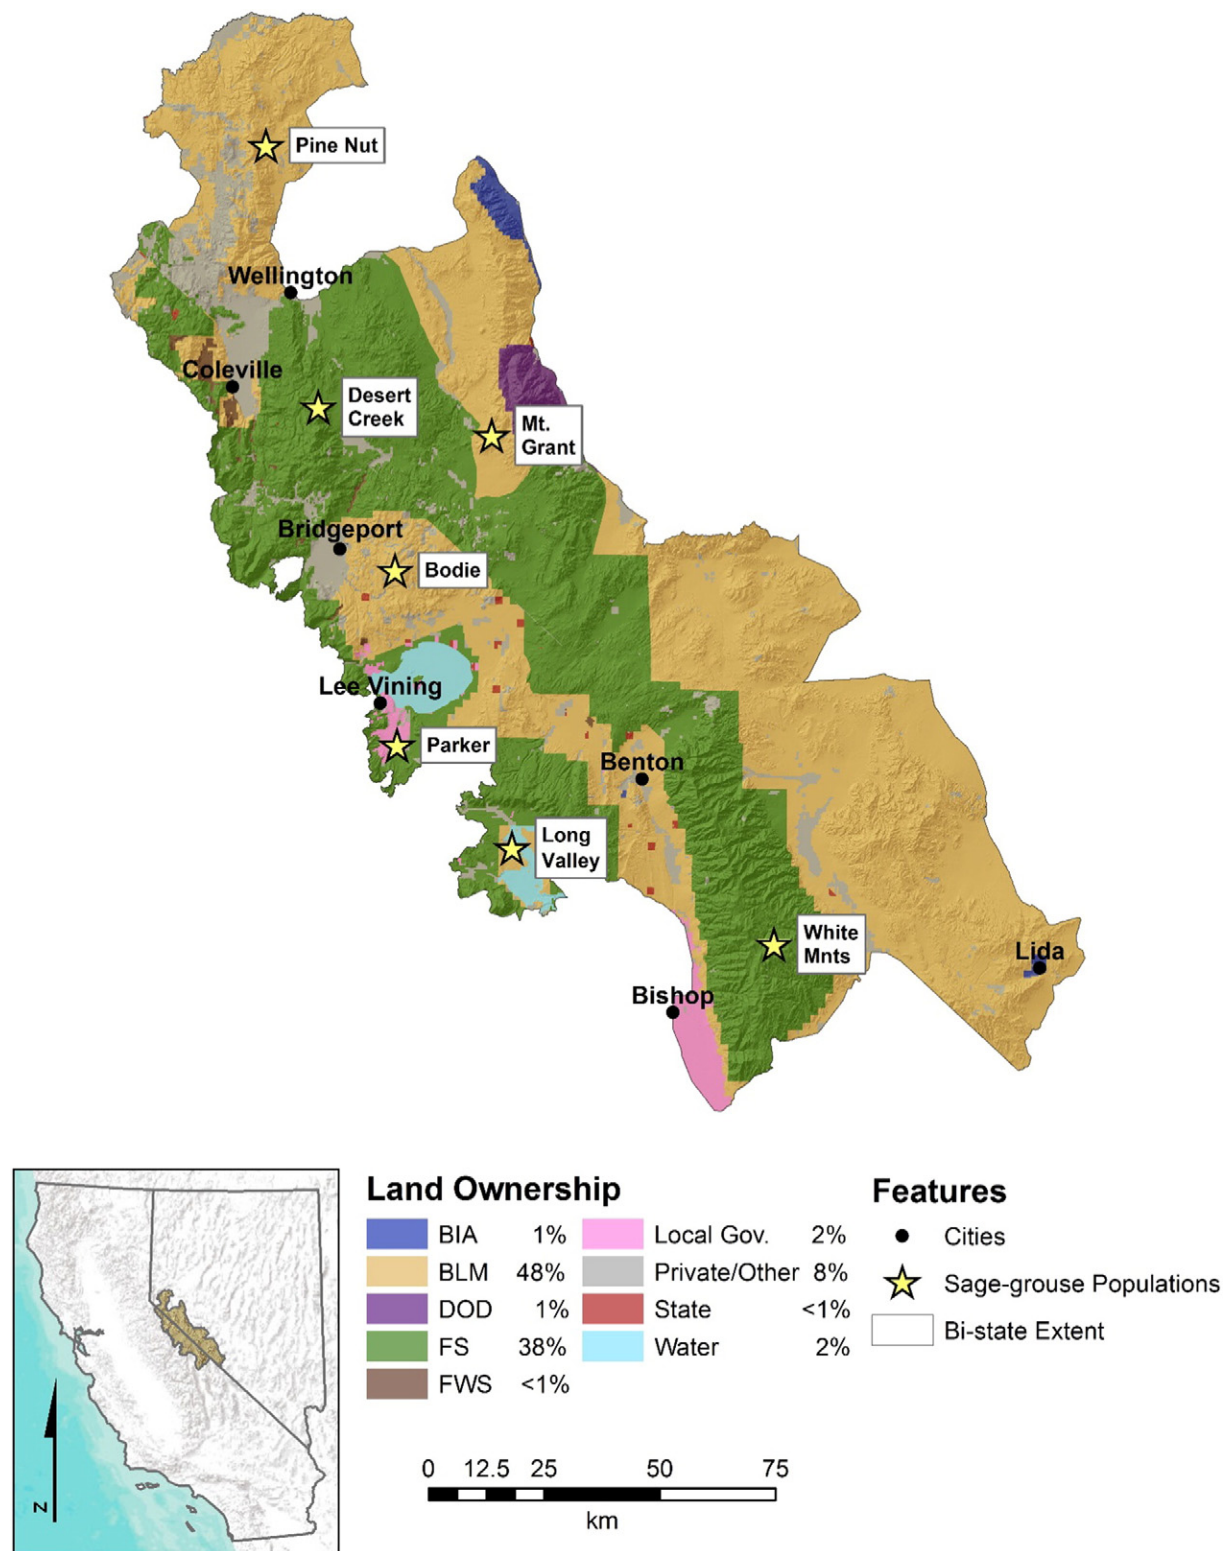 Pine Nut
Wellington
Coleville
Desert
Creek
Mt.
Grant
Bridgeport
Bodie
Lee Vining
Parker
Benton
Long
Valley
White
Mnts
Lida
Bishop
Land Ownership
BIA 1%
BLM 48%
DOD 1%
FS 38%
FWS <1%
Local Gov. 2%
Private/Other 8%
State <1%
Water 2%
Features
Cities
Sage-grouse Populations
Bi-state Extent
N
0 12.5 25 50 75
km